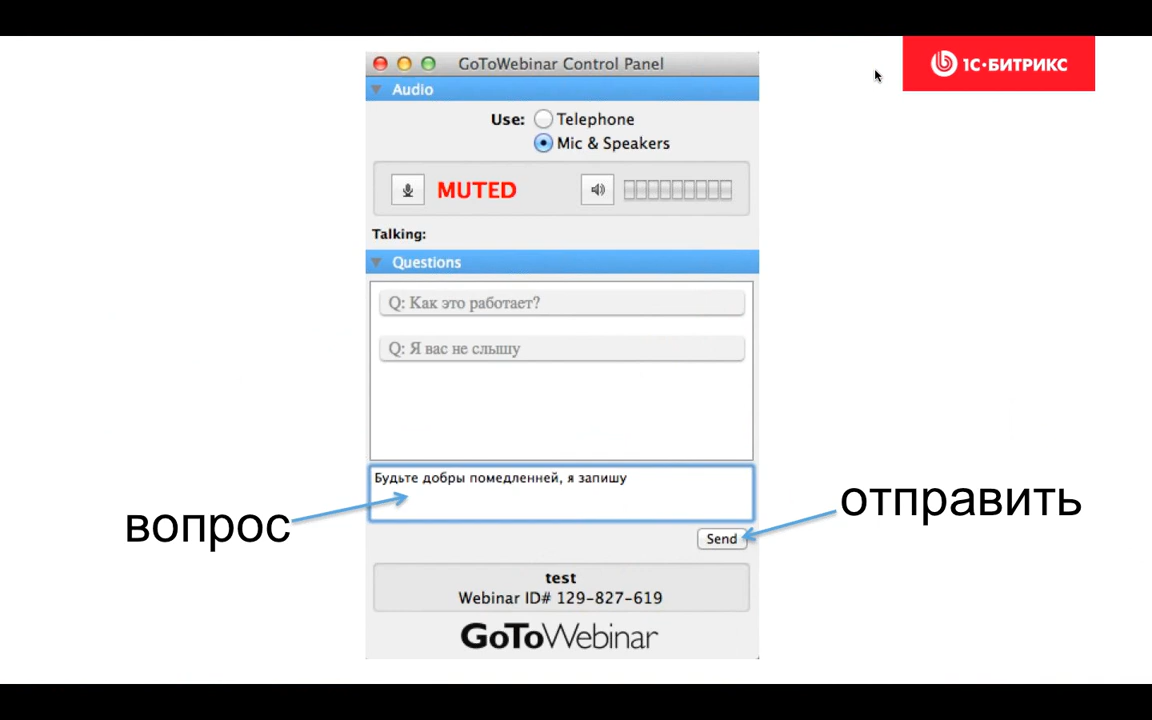 GoToWebinar Control Panel
1С-БИТРИКС
Audio
Use: Telephone
Mic & Speakers
MUTED
Talking:
Questions
Q: Как это работает?
Q: Я вас не слышу
Будьте добры помедленней, я запишу
вопрос
отправить
Send
test
Webinar ID# 129-827-619
GoToWebinar